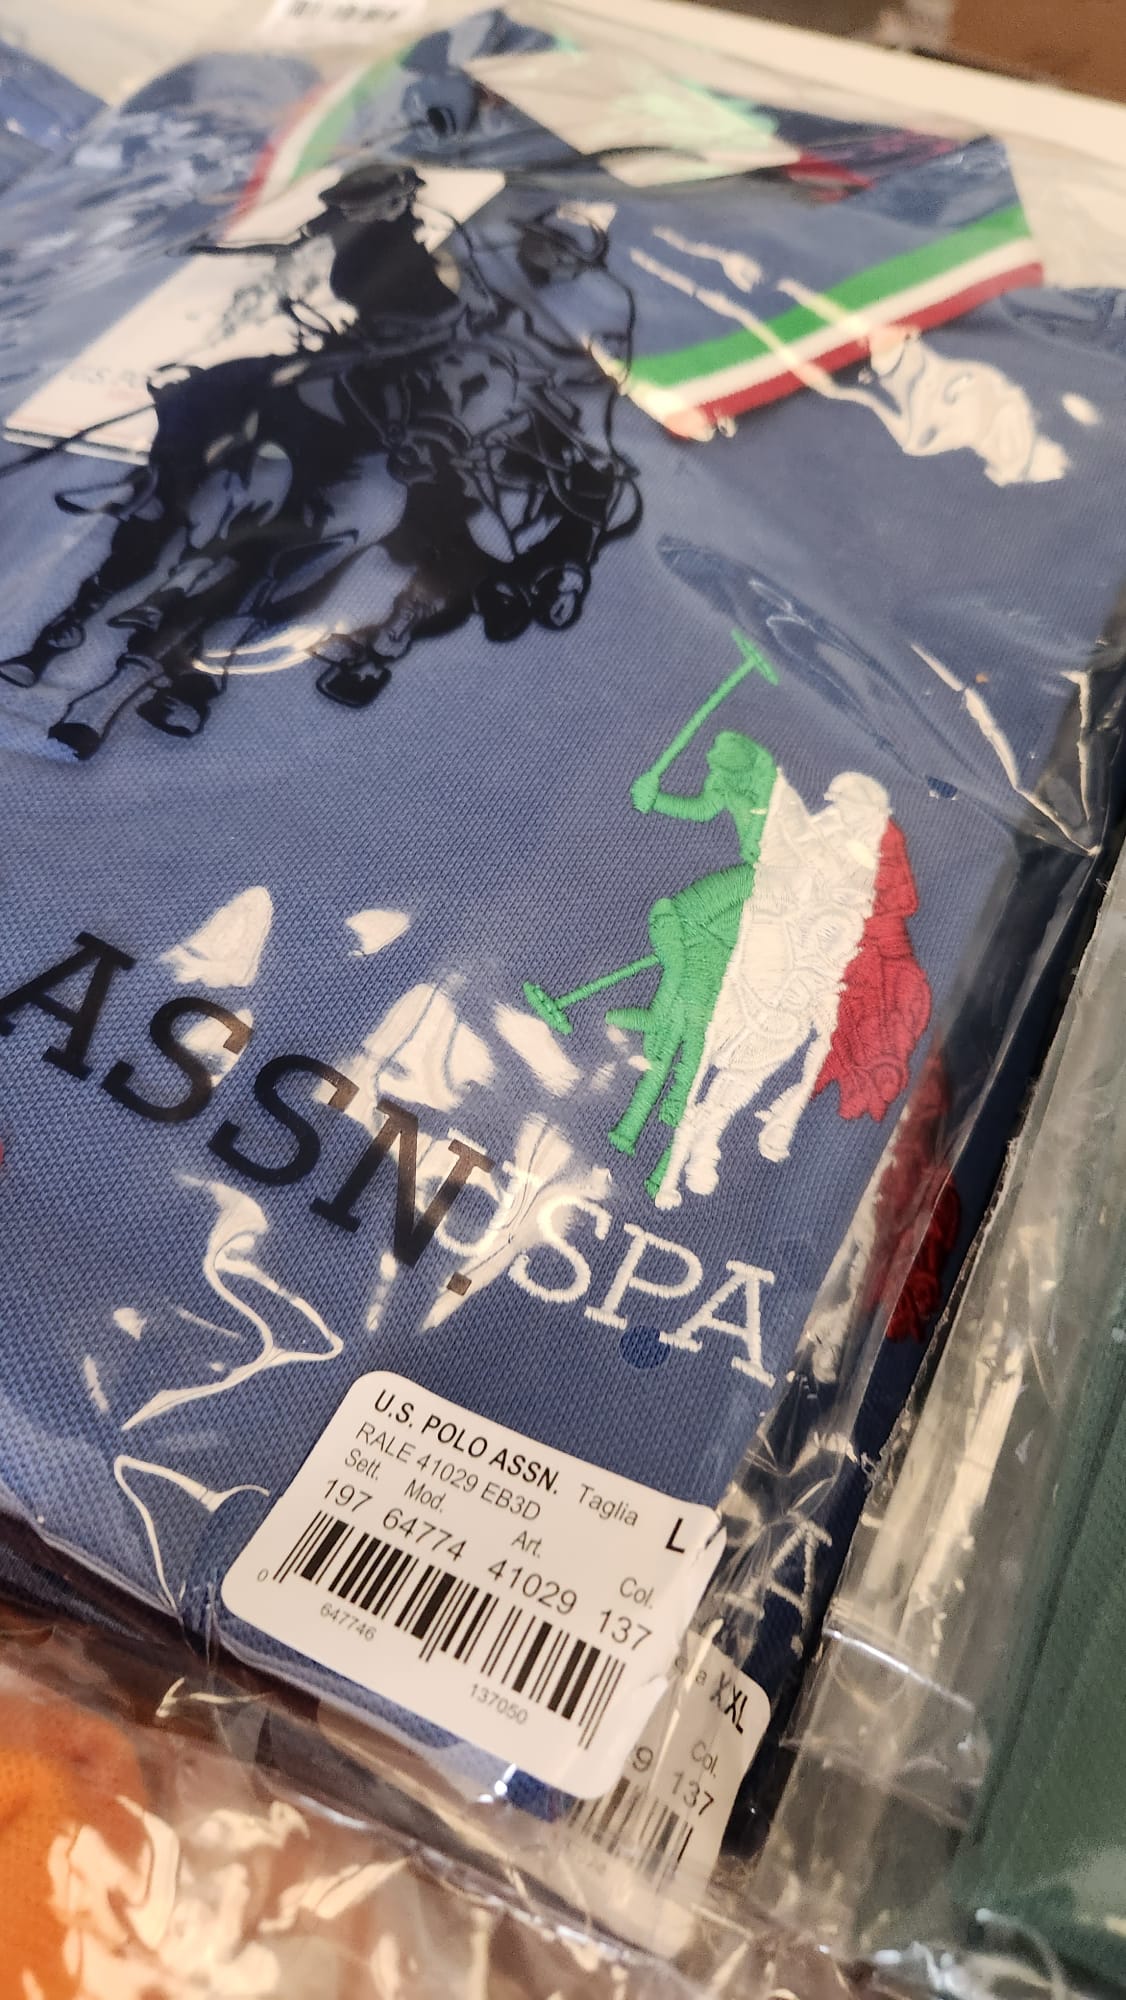 ASSN.
USPA
U.S. POLO ASSN.
RALE 41029 EB3D Taglia L
Sett. Mod. Art. Col.
197 64774 41029 137
0 647746 137050
XXL
Col.
9 137
A